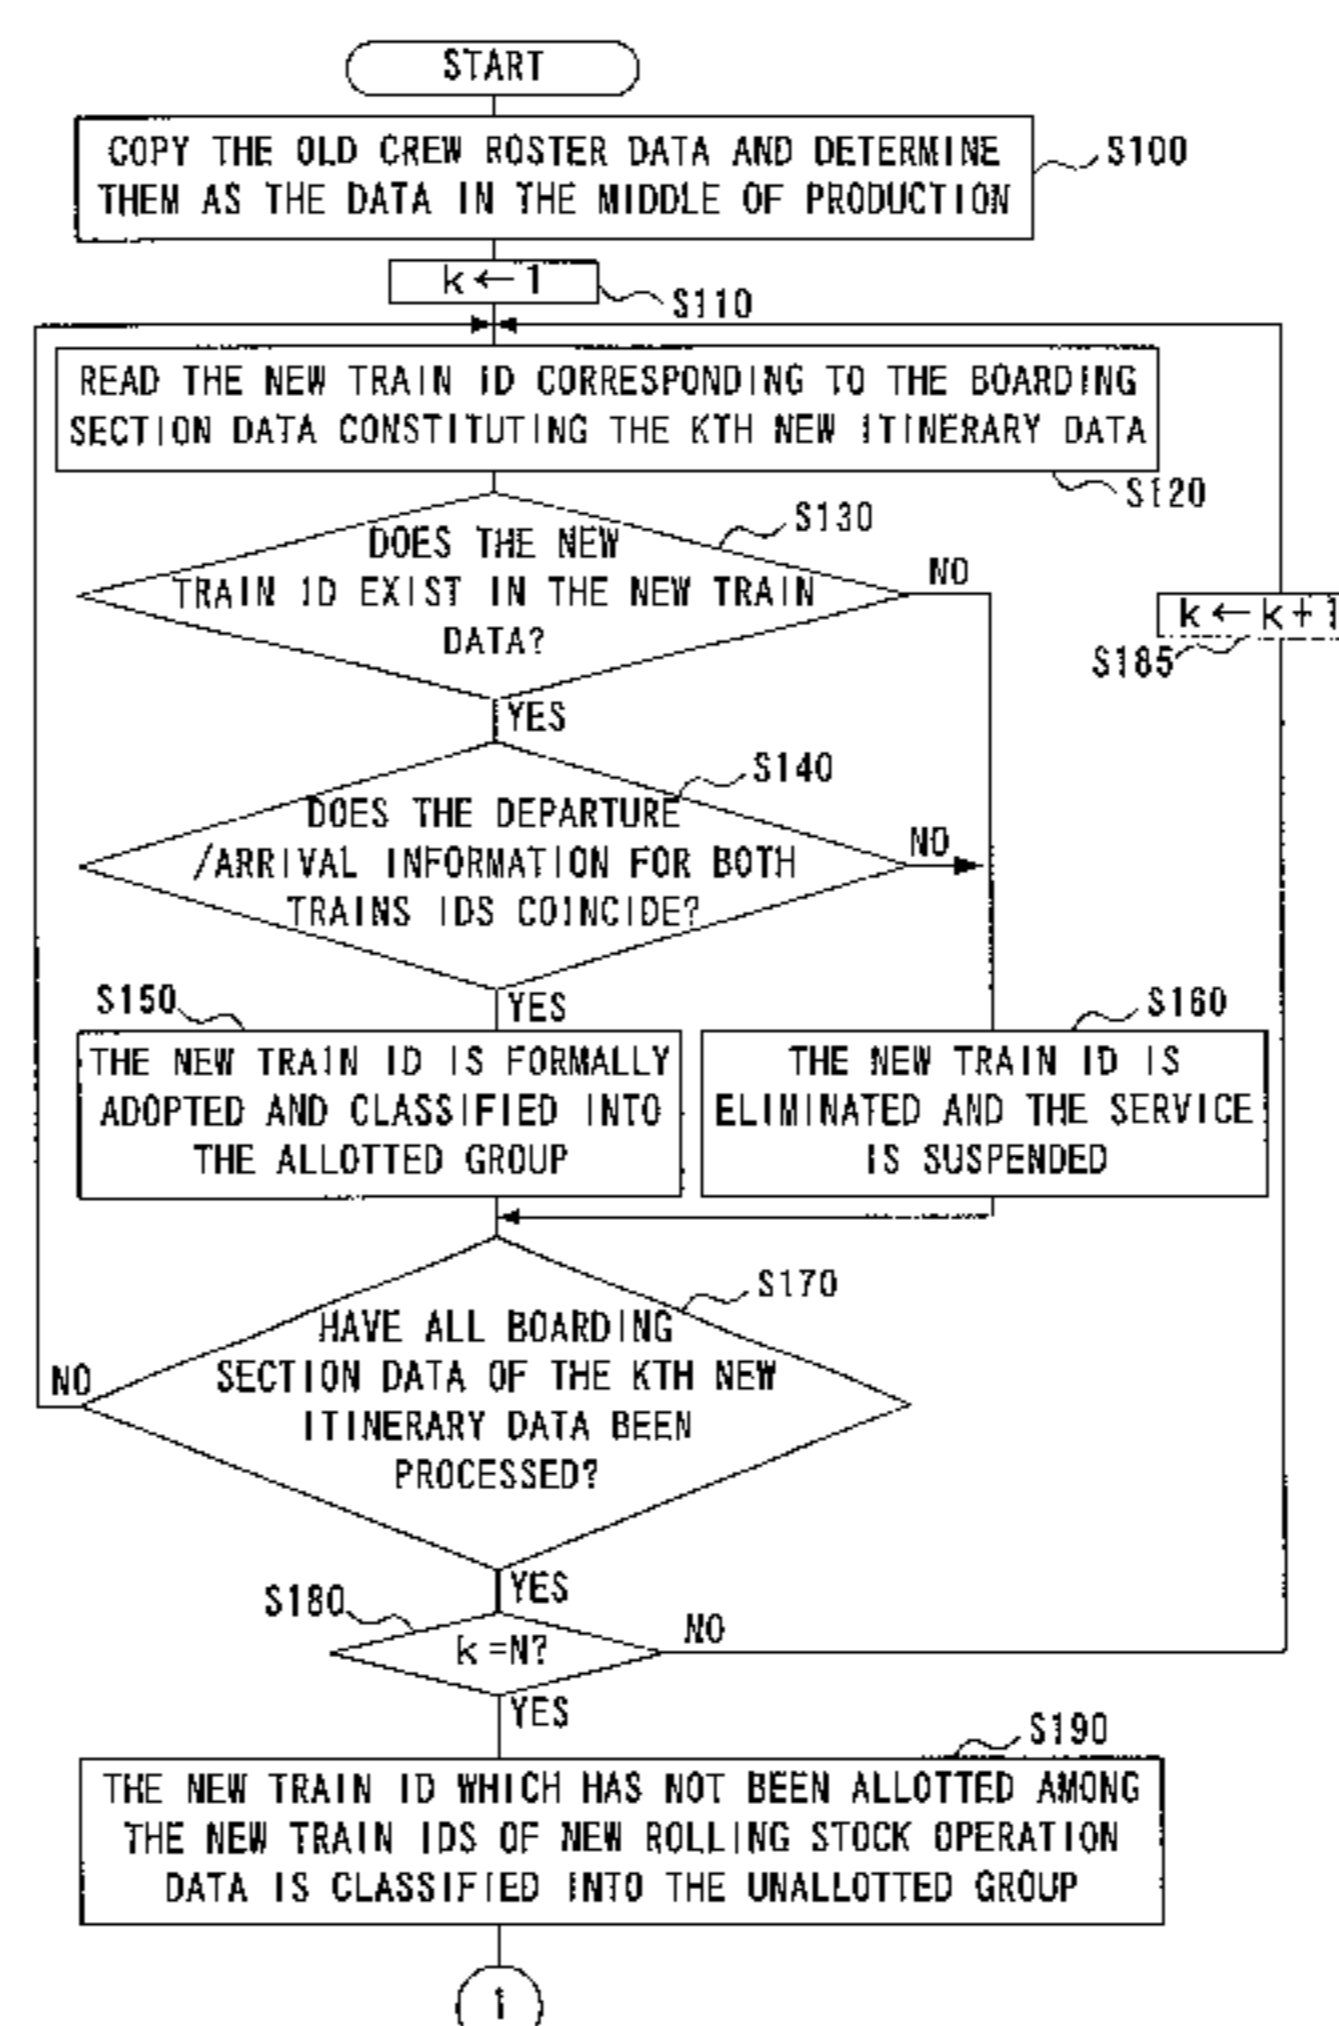 START
COPY THE OLD CREW ROSTER DATA AND DETERMINE
THEM AS THE DATA IN THE MIDDLE OF PRODUCTION
S100
k←1
S110
READ THE NEW TRAIN ID CORRESPONDING TO THE BOARDING
SECTION DATA CONSTITUTING THE KTH NEW ITINERARY DATA
S120
S130
DOES THE NEW
TRAIN ID EXIST IN THE NEW TRAIN
DATA?
NO
k←k+1
S185
YES
S140
DOES THE DEPARTURE
/ARRIVAL INFORMATION FOR BOTH
TRAINS IDS COINCIDE?
NO
YES
S150
THE NEW TRAIN ID IS FORMALLY
ADOPTED AND CLASSIFIED INTO
THE ALLOTTED GROUP
S160
THE NEW TRAIN ID IS
ELIMINATED AND THE SERVICE
IS SUSPENDED
S170
HAVE ALL BOARDING
SECTION DATA OF THE KTH NEW
ITINERARY DATA BEEN
PROCESSED?
NO
YES
S180
k=N?
NO
YES
S190
THE NEW TRAIN ID WHICH HAS NOT BEEN ALLOTTED AMONG
THE NEW TRAIN IDS OF NEW ROLLING STOCK OPERATION
DATA IS CLASSIFIED INTO THE UNALLOTTED GROUP
1